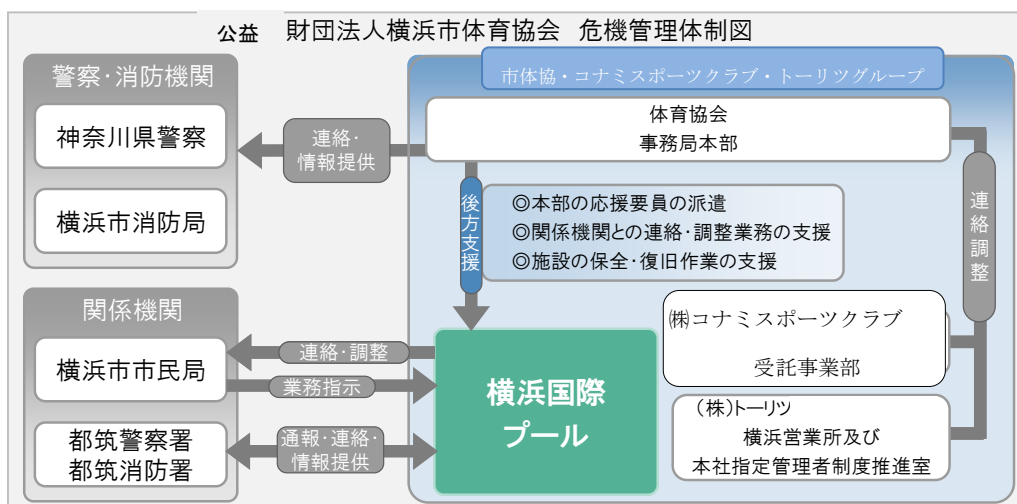 公益 財団法人横浜市体育協会 危機管理体制図
警察・消防機関
神奈川県警察
横浜市消防局
連絡・
情報提供
市体協・コナミスポーツクラブ・トーリツグループ
体育協会
事務局本部
後方支援
◎本部の応援要員の派遣
◎関係機関との連絡・調整業務の支援
◎施設の保全・復旧作業の支援
連絡調整
関係機関
横浜市市民局
都筑警察署
都筑消防署
連絡・調整
業務指示
通報・連絡・
情報提供
横浜国際
プール
㈱コナミスポーツクラブ
受託事業部
(株)トーリツ
横浜営業所及び
本社指定管理者制度推進室